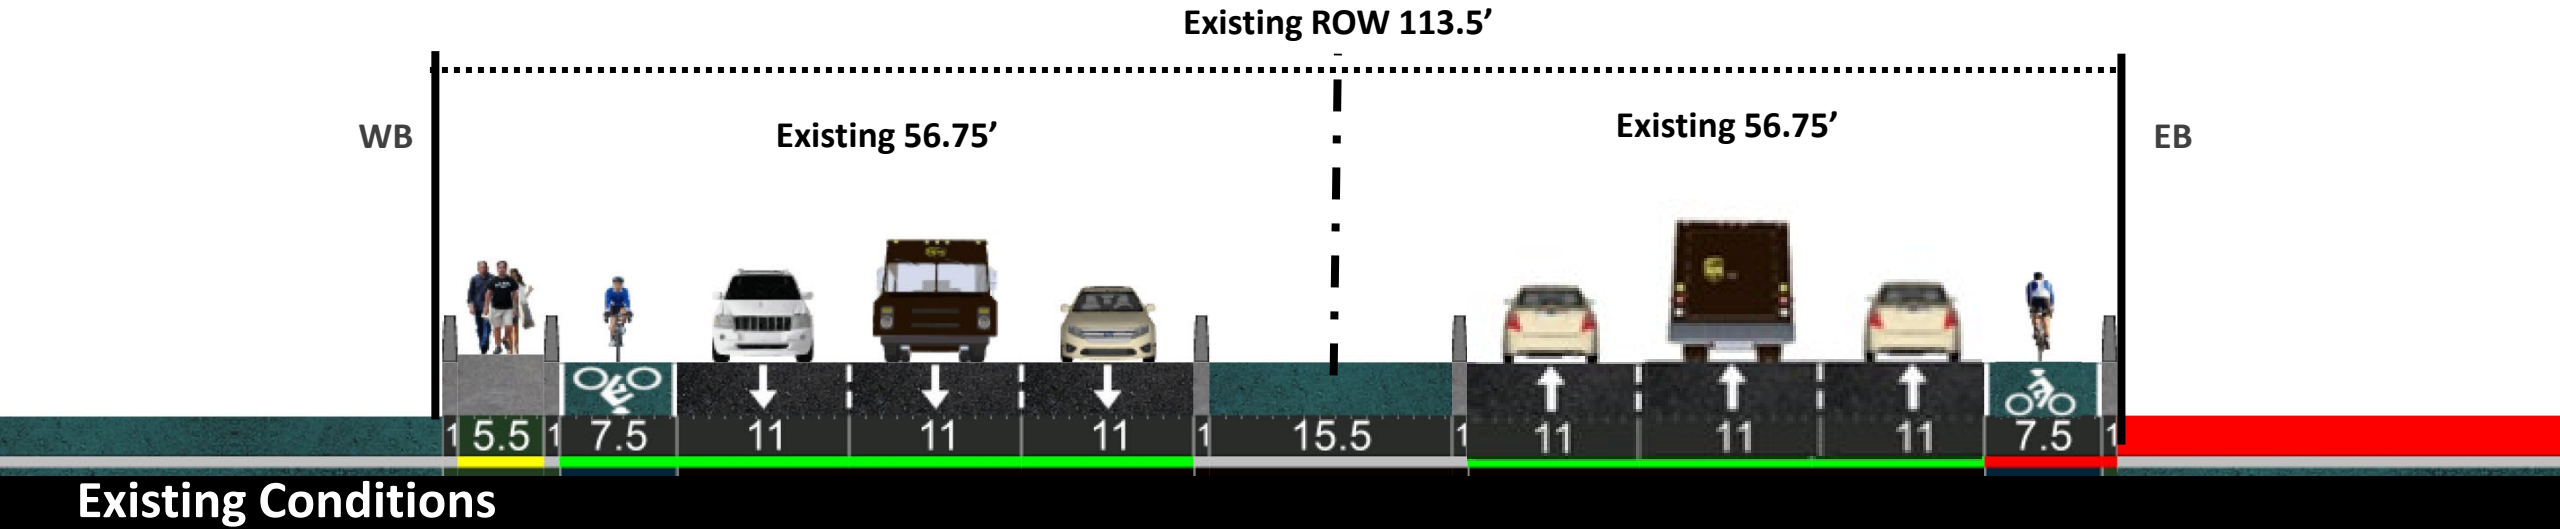 Existing ROW 113.5’
WB
Existing 56.75’
Existing 56.75’
EB
1 5.5 1 7.5 11 11 11 1 15.5 1 11 11 11 7.5 1
Existing Conditions